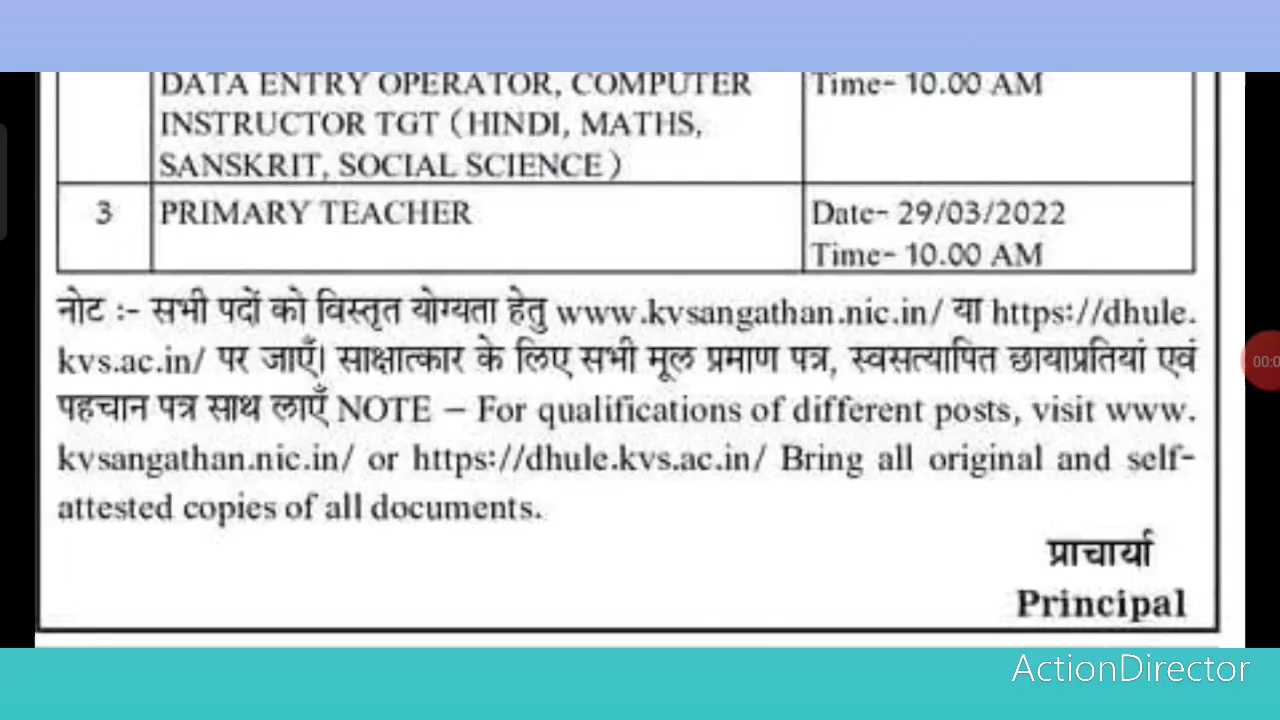 DATA ENTRY OPERATOR, COMPUTER
INSTRUCTOR TGT (HINDI, MATHS,
SANSKRIT, SOCIAL SCIENCE)
Time- 10.00 AM
3
PRIMARY TEACHER
Date- 29/03/2022
Time- 10.00 AM
नोट :- सभी पदों को विस्तृत योग्यता हेतु www.kvsangathan.nic.in/ या https://dhule.
kvs.ac.in/ पर जाएँ। साक्षात्कार के लिए सभी मूल प्रमाण पत्र, स्वसत्यापित छायाप्रतियां एवं
पहचान पत्र साथ लाएँ NOTE – For qualifications of different posts, visit www.
kvsangathan.nic.in/ or https://dhule.kvs.ac.in/ Bring all original and self-
attested copies of all documents.
प्राचार्या
Principal
00:0
ActionDirector